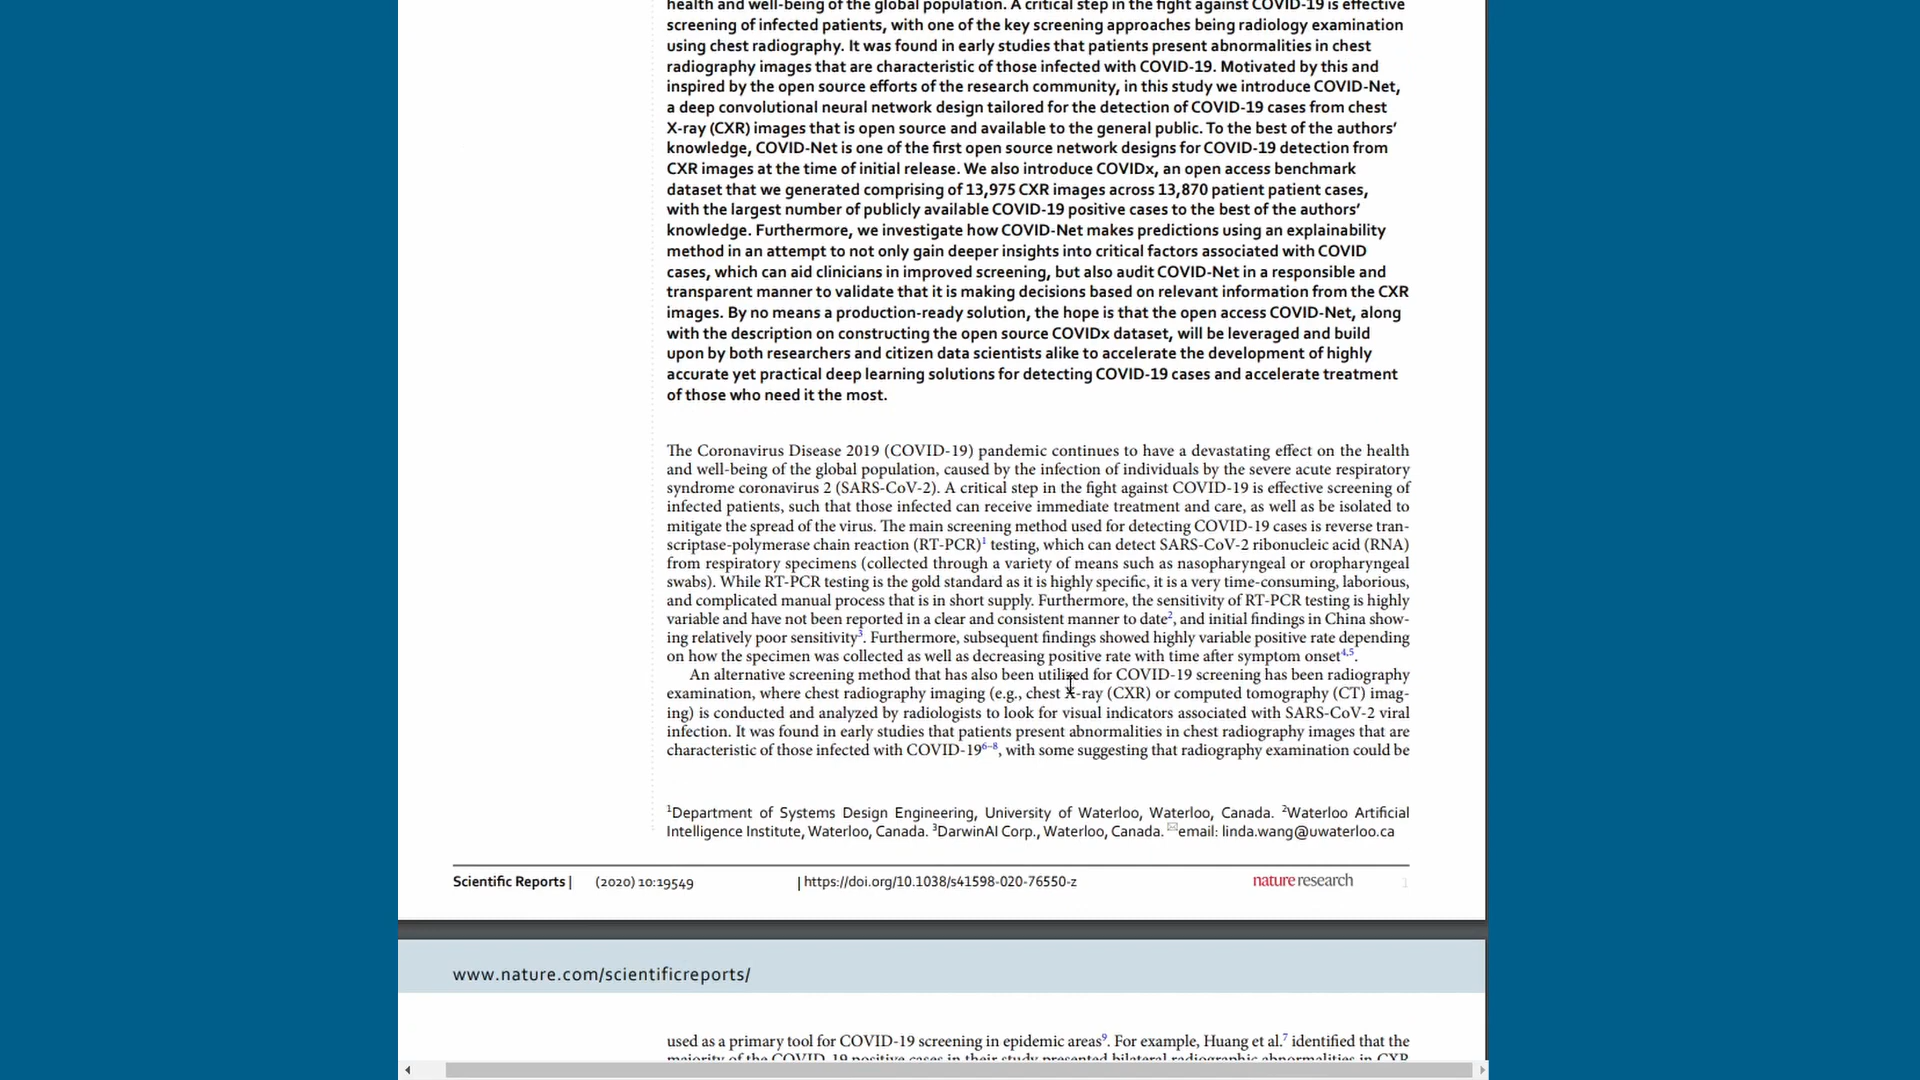 health and well-being of the global population. A critical step in the fight against COVID-19 is effective
screening of infected patients, with one of the key screening approaches being radiology examination
using chest radiography. It was found in early studies that patients present abnormalities in chest
radiography images that are characteristic of those infected with COVID-19. Motivated by this and
inspired by the open source efforts of the research community, in this study we introduce COVID-Net,
a deep convolutional neural network design tailored for the detection of COVID-19 cases from chest
X-ray (CXR) images that is open source and available to the general public. To the best of the authors'
knowledge, COVID-Net is one of the first open source network designs for COVID-19 detection from
CXR images at the time of initial release. We also introduce COVIDx, an open access benchmark
dataset that we generated comprising of 13,975 CXR images across 13,870 patient patient cases,
with the largest number of publicly available COVID-19 positive cases to the best of the authors'
knowledge. Furthermore, we investigate how COVID-Net makes predictions using an explainability
method in an attempt to not only gain deeper insights into critical factors associated with COVID
cases, which can aid clinicians in improved screening, but also audit COVID-Net in a responsible and
transparent manner to validate that it is making decisions based on relevant information from the CXR
images. By no means a production-ready solution, the hope is that the open access COVID-Net, along
with the description on constructing the open source COVIDx dataset, will be leveraged and build
upon by both researchers and citizen data scientists alike to accelerate the development of highly
accurate yet practical deep learning solutions for detecting COVID-19 cases and accelerate treatment
of those who need it the most.
The Coronavirus Disease 2019 (COVID-19) pandemic continues to have a devastating effect on the health
and well-being of the global population, caused by the infection of individuals by the severe acute respiratory
syndrome coronavirus 2 (SARS-CoV-2). A critical step in the fight against COVID-19 is effective screening of
infected patients, such that those infected can receive immediate treatment and care, as well as be isolated to
mitigate the spread of the virus. The main screening method used for detecting COVID-19 cases is reverse tran-
scriptase-polymerase chain reaction (RT-PCR)1 testing, which can detect SARS-CoV-2 ribonucleic acid (RNA)
from respiratory specimens (collected through a variety of means such as nasopharyngeal or oropharyngeal
swabs). While RT-PCR testing is the gold standard as it is highly specific, it is a very time-consuming, laborious,
and complicated manual process that is in short supply. Furthermore, the sensitivity of RT-PCR testing is highly
variable and have not been reported in a clear and consistent manner to date2, and initial findings in China show-
ing relatively poor sensitivity3. Furthermore, subsequent findings showed highly variable positive rate depending
on how the specimen was collected as well as decreasing positive rate with time after symptom onset4,5.
An alternative screening method that has also been utilized for COVID-19 screening has been radiography
examination, where chest radiography imaging (e.g., chest X-ray (CXR) or computed tomography (CT) imag-
ing) is conducted and analyzed by radiologists to look for visual indicators associated with SARS-CoV-2 viral
infection. It was found in early studies that patients present abnormalities in chest radiography images that are
characteristic of those infected with COVID-196–8, with some suggesting that radiography examination could be
1Department of Systems Design Engineering, University of Waterloo, Waterloo, Canada. 2Waterloo Artificial
Intelligence Institute, Waterloo, Canada. 3DarwinAI Corp., Waterloo, Canada. email: linda.wang@uwaterloo.ca
Scientific Reports | (2020) 10:19549 | https://doi.org/10.1038/s41598-020-76550-z natureresearch 1
www.nature.com/scientificreports/
used as a primary tool for COVID-19 screening in epidemic areas9. For example, Huang et al.7 identified that the
majority of the COVID-19 positive cases in their study presented bilateral radiographic abnormalities in CXR